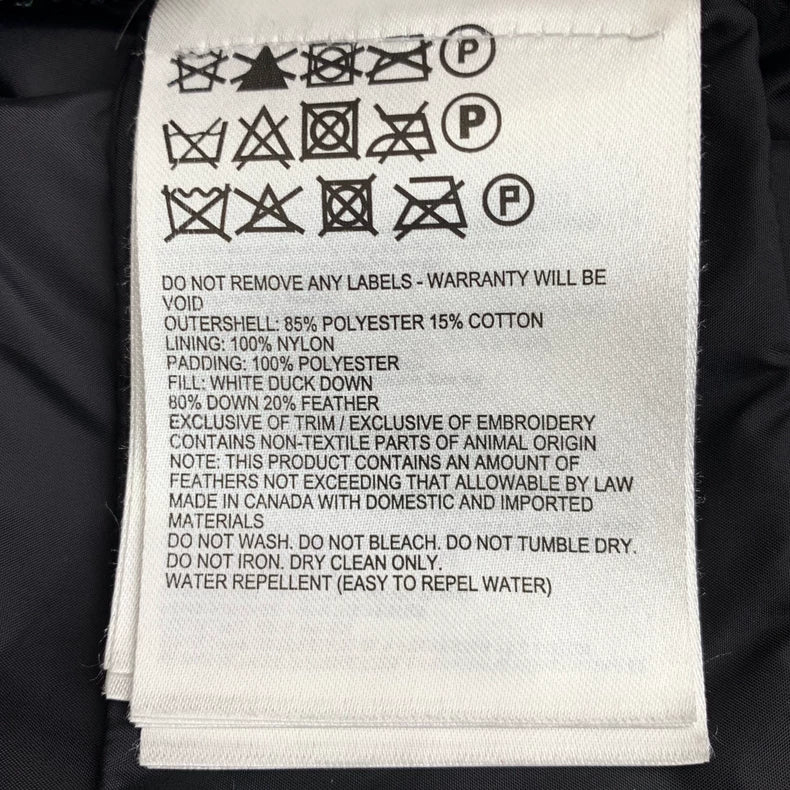 P
P
P
DO NOT REMOVE ANY LABELS - WARRANTY WILL BE
VOID
OUTERSHELL: 85% POLYESTER 15% COTTON
LINING: 100% NYLON
PADDING: 100% POLYESTER
FILL: WHITE DUCK DOWN
80% DOWN 20% FEATHER
EXCLUSIVE OF TRIM / EXCLUSIVE OF EMBROIDERY
CONTAINS NON-TEXTILE PARTS OF ANIMAL ORIGIN
NOTE: THIS PRODUCT CONTAINS AN AMOUNT OF
FEATHERS NOT EXCEEDING THAT ALLOWABLE BY LAW
MADE IN CANADA WITH DOMESTIC AND IMPORTED
MATERIALS
DO NOT WASH. DO NOT BLEACH. DO NOT TUMBLE DRY.
DO NOT IRON. DRY CLEAN ONLY.
WATER REPELLENT (EASY TO REPEL WATER)